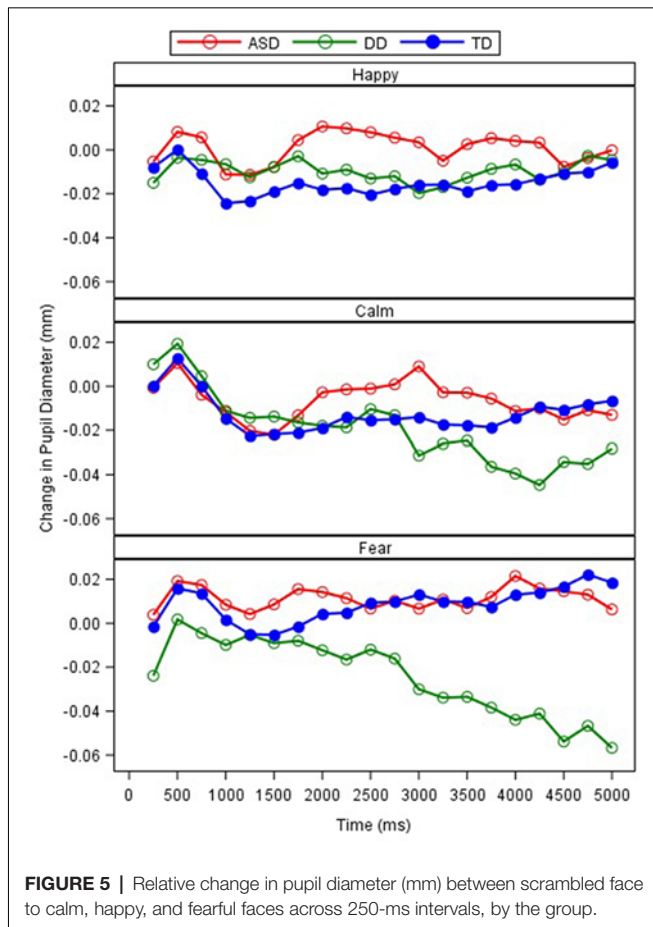 ASD DD TD
Happy
0.02
0.00
-0.02
-0.04
-0.06
Calm
0.02
0.00
-0.02
-0.04
-0.06
Change in Pupil Diameter (mm)
Fear
0.02
0.00
-0.02
-0.04
-0.06
0 500 1000 1500 2000 2500 3000 3500 4000 4500 5000
Time (ms)
FIGURE 5 | Relative change in pupil diameter (mm) between scrambled face
to calm, happy, and fearful faces across 250-ms intervals, by the group.